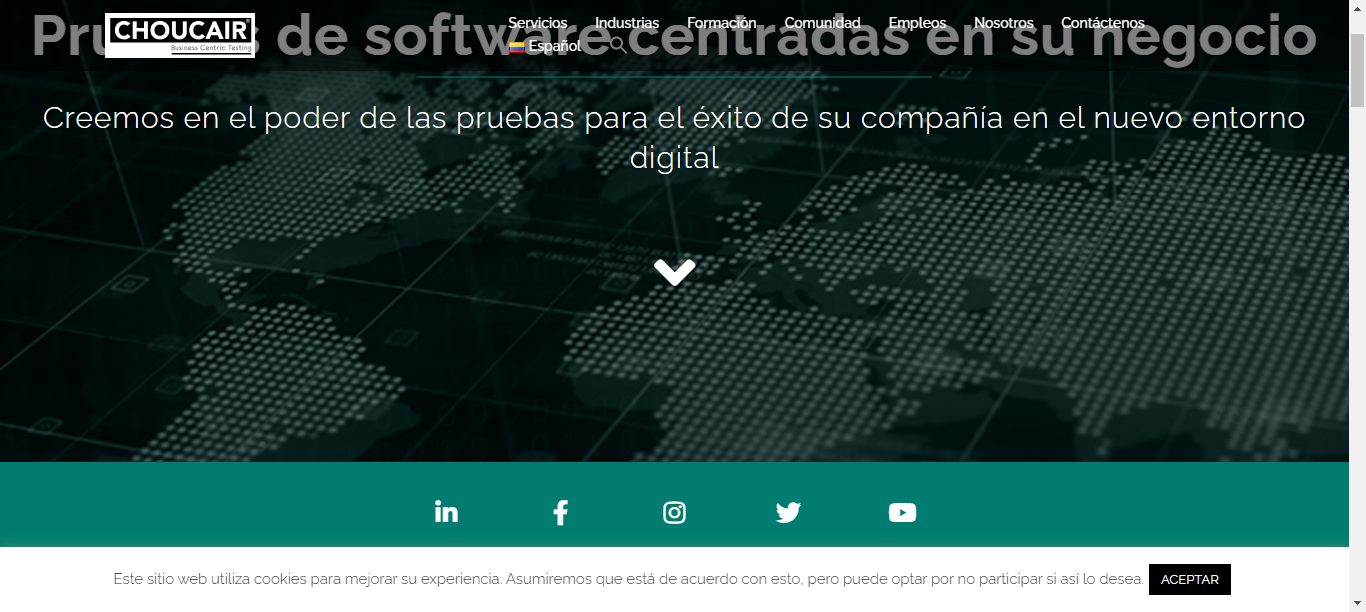 CHOUCAIR
Business Centric Testing
Servicios Industrias Formación Comunidad Empleos Nosotros Contáctenos
Español
Pruebas de software centradas en su negocio
Creemos en el poder de las pruebas para el éxito de su compañía en el nuevo entorno
digital
Este sitio web utiliza cookies para mejorar su experiencia. Asumiremos que está de acuerdo con esto, pero puede optar por no participar si así lo desea. ACEPTAR